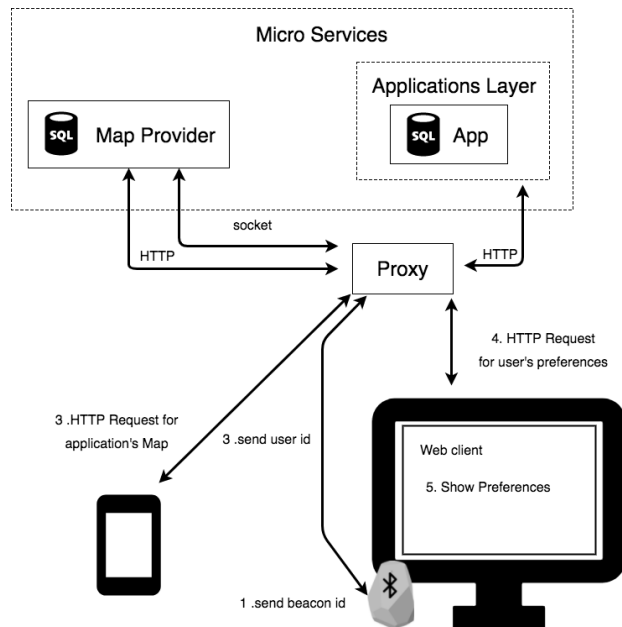 Micro Services
Applications Layer
SQL
Map Provider
SQL
App
socket
HTTP
HTTP
Proxy
4. HTTP Request
for user's preferences
3 .HTTP Request for
application's Map
3 .send user id
Web client
5. Show Preferences
1 .send beacon id